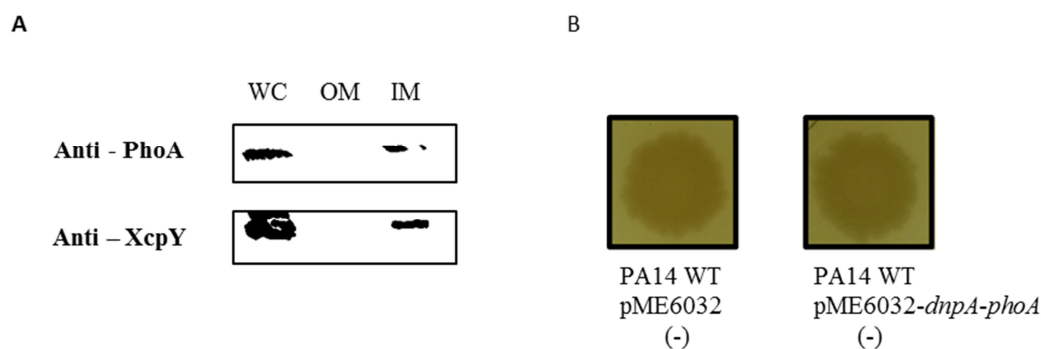 A
B
WC OM IM
Anti - PhoA
Anti – XcpY
PA14 WT
pME6032
(-)
PA14 WT
pME6032-dnpA-phoA
(-)